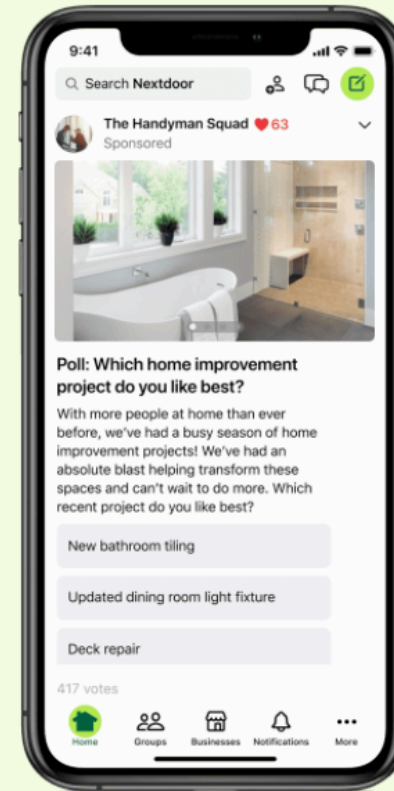 9:41
Search Nextdoor
The Handyman Squad 63
Sponsored
Poll: Which home improvement
project do you like best?
With more people at home than ever
before, we've had a busy season of home
improvement projects! We've had an
absolute blast helping transform these
spaces and can't wait to do more. Which
recent project do you like best?
New bathroom tiling
Updated dining room light fixture
Deck repair
417 votes
Home Groups Businesses Notifications More